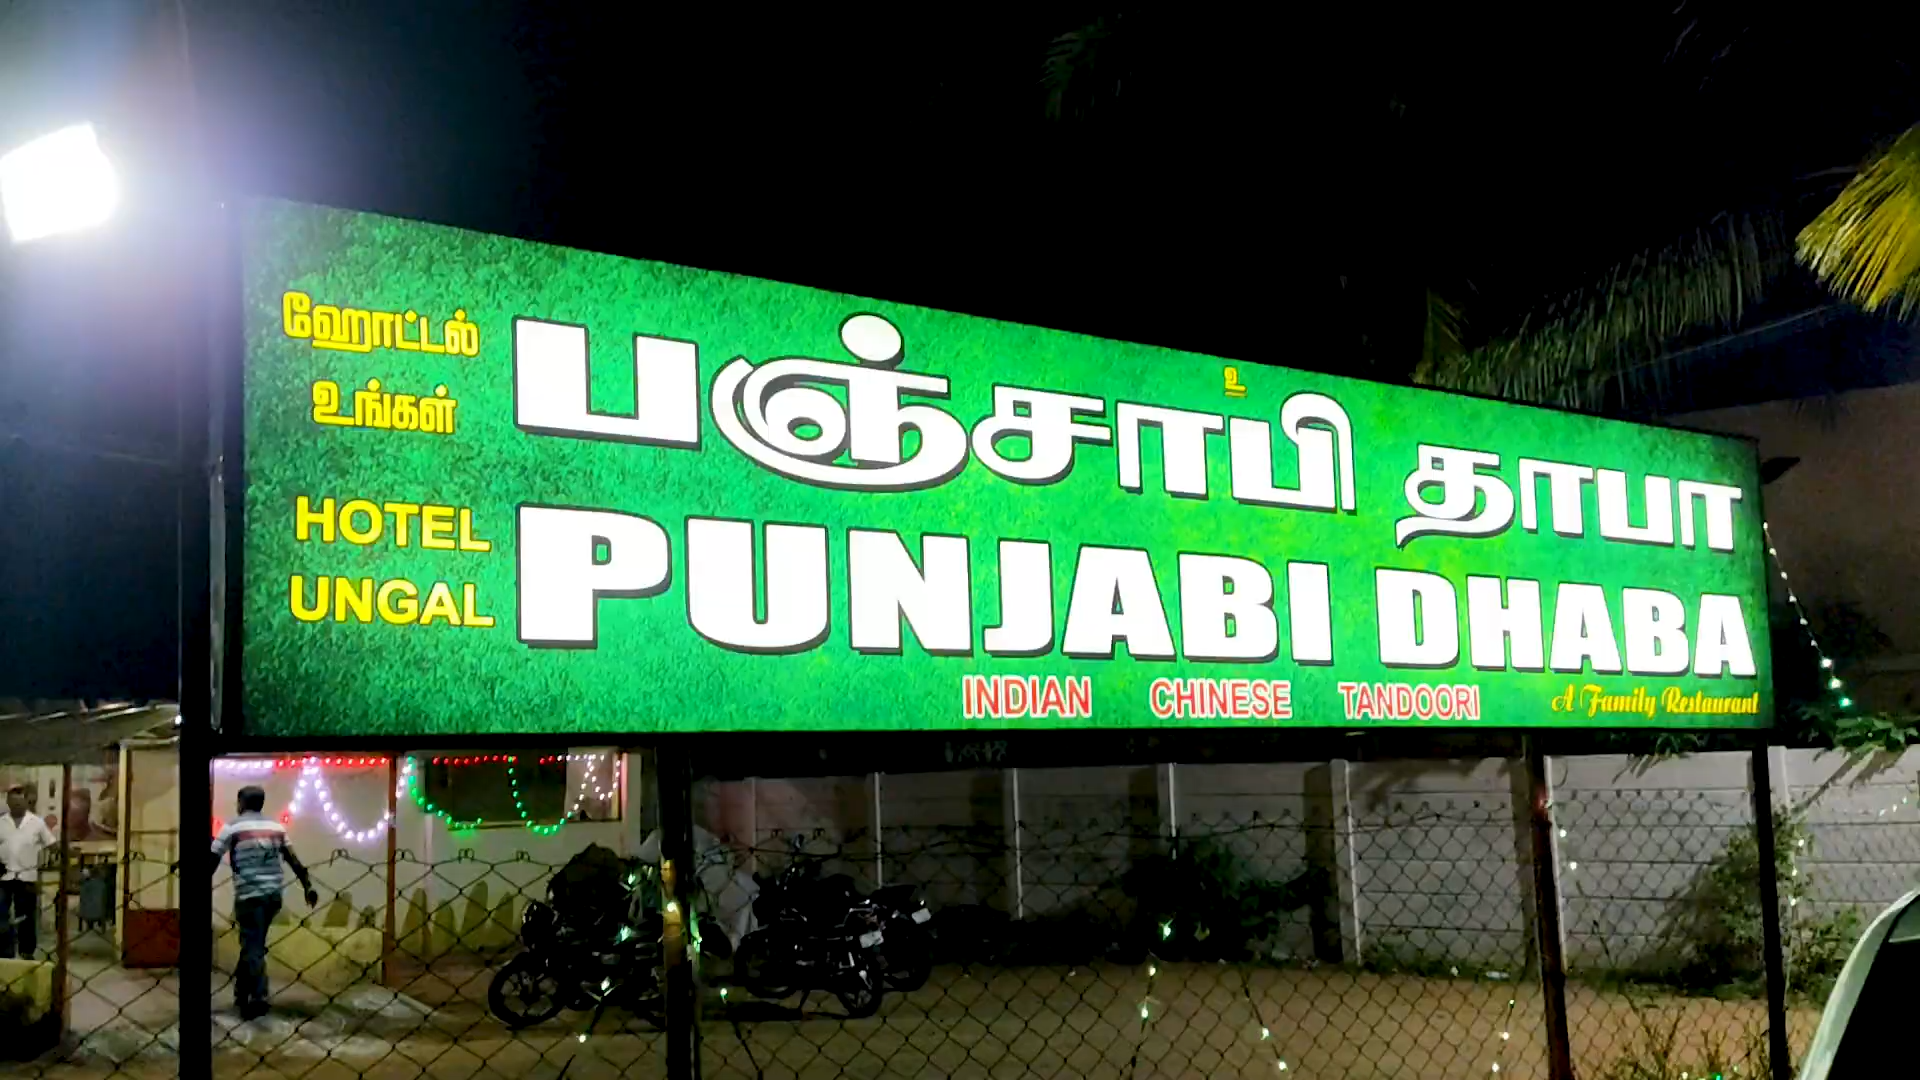 உ
ஹோட்டல்
உங்கள்
பஞ்சாபி தாபா
HOTEL
UNGAL
PUNJABI DHABA
INDIAN CHINESE TANDOORI
A Family Restaurant